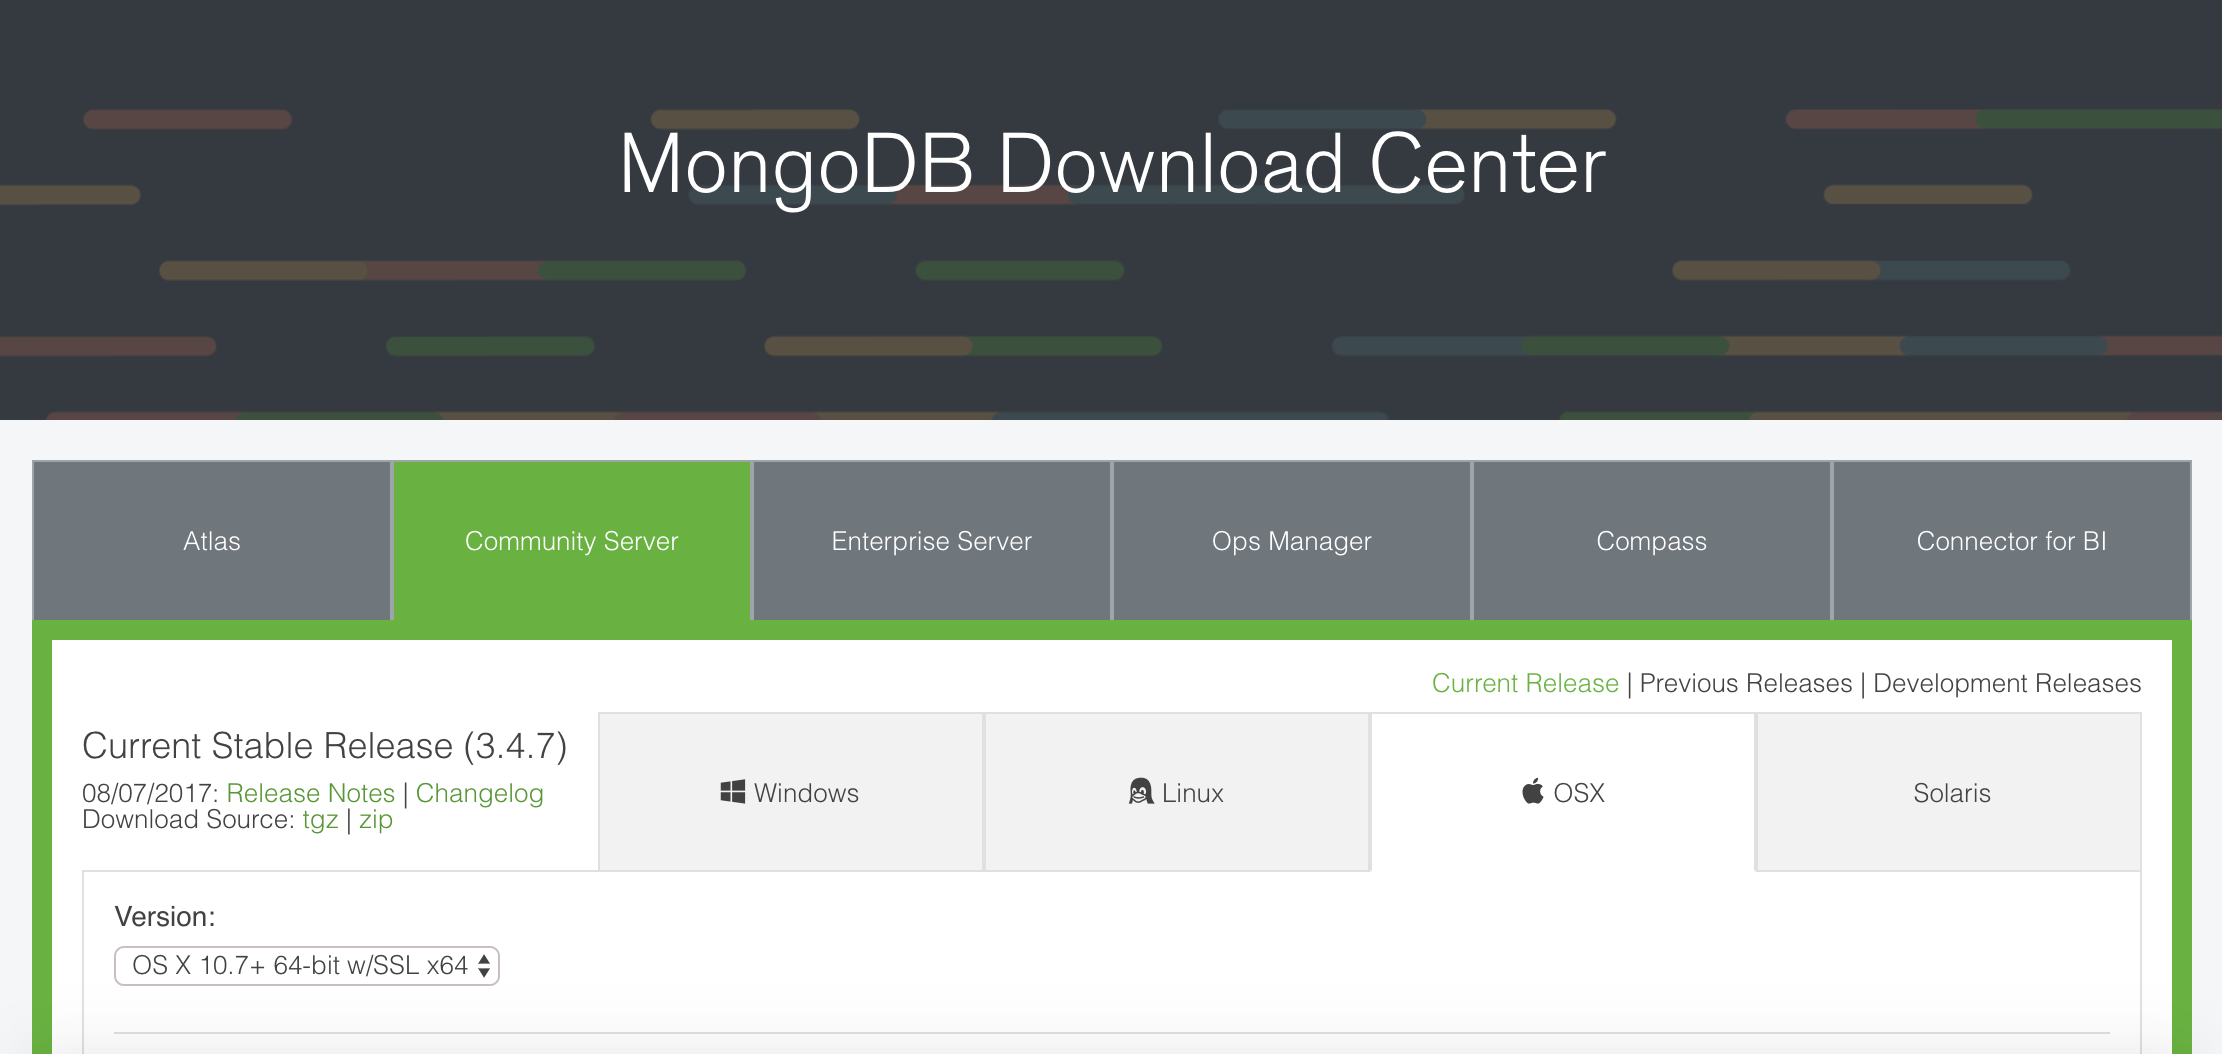 MongoDB Download Center
Atlas
Community Server
Enterprise Server
Ops Manager
Compass
Connector for BI
Current Release | Previous Releases | Development Releases
Current Stable Release (3.4.7)
08/07/2017: Release Notes | Changelog
Download Source: tgz | zip
Windows
Linux
OSX
Solaris
Version:
OS X 10.7+ 64-bit w/SSL x64